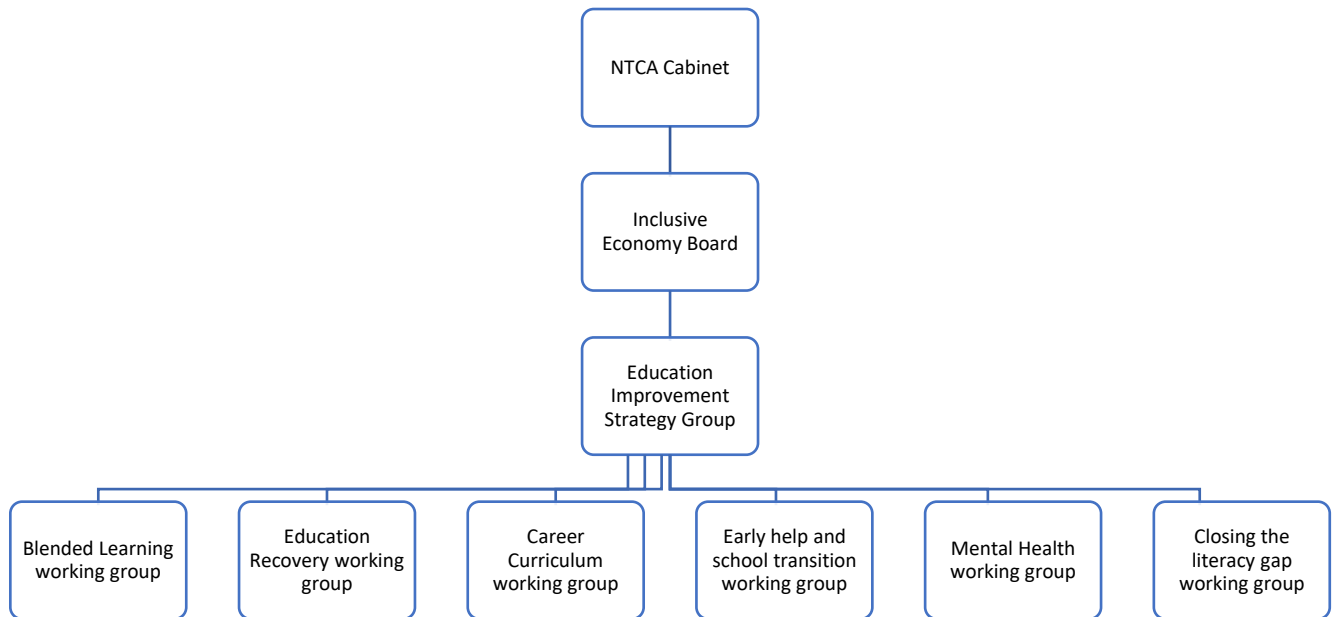 NTCA Cabinet
Inclusive
Economy Board
Education
Improvement
Strategy Group
Blended Learning
working group
Education
Recovery working
group
Career
Curriculum
working group
Early help and
school transition
working group
Mental Health
working group
Closing the
literacy gap
working group